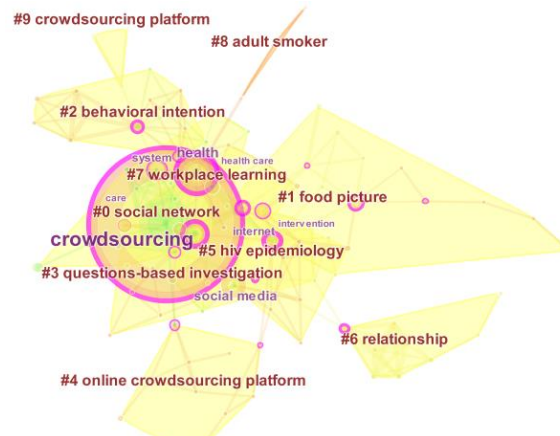 #9 crowdsourcing platform
#8 adult smoker
#2 behavioral intention
system
health
health care
#7 workplace learning
care
#1 food picture
#0 social network
intervention
internet
crowdsourcing
#5 hiv epidemiology
#3 questions-based investigation
social media
#6 relationship
#4 online crowdsourcing platform